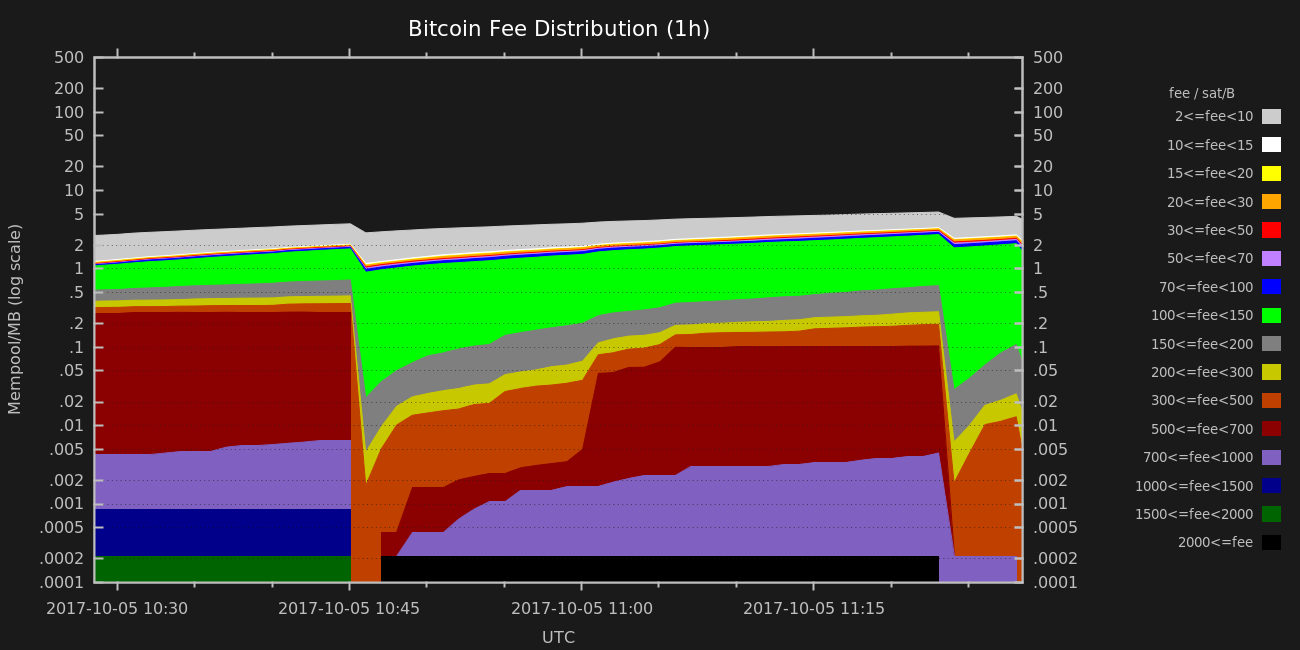 Bitcoin Fee Distribution (1h)
Mempool/MB (log scale)
500
200
100
50
20
10
5
2
1
.5
.2
.1
.05
.02
.01
.005
.002
.001
.0005
.0002
.0001
500
200
100
50
20
10
5
2
1
.5
.2
.1
.05
.02
.01
.005
.002
.001
.0005
.0002
.0001
fee / sat/B
2<=fee<10
10<=fee<15
15<=fee<20
20<=fee<30
30<=fee<50
50<=fee<70
70<=fee<100
100<=fee<150
150<=fee<200
200<=fee<300
300<=fee<500
500<=fee<700
700<=fee<1000
1000<=fee<1500
1500<=fee<2000
2000<=fee
2017-10-05 10:30 2017-10-05 10:45 2017-10-05 11:00 2017-10-05 11:15
UTC